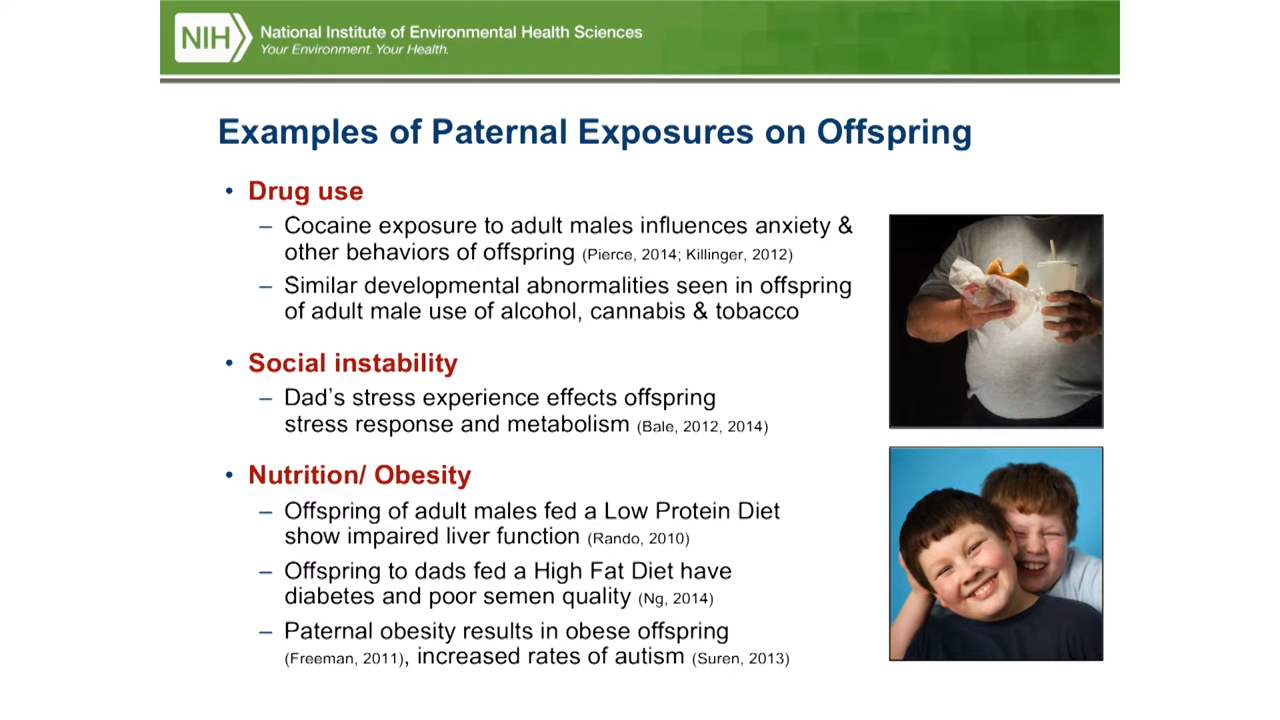 NIH
National Institute of Environmental Health Sciences
Your Environment. Your Health.
Examples of Paternal Exposures on Offspring
• Drug use
– Cocaine exposure to adult males influences anxiety &
other behaviors of offspring (Pierce, 2014; Killinger, 2012)
– Similar developmental abnormalities seen in offspring
of adult male use of alcohol, cannabis & tobacco
• Social instability
– Dad's stress experience effects offspring
stress response and metabolism (Bale, 2012, 2014)
• Nutrition/ Obesity
– Offspring of adult males fed a Low Protein Diet
show impaired liver function (Rando, 2010)
– Offspring to dads fed a High Fat Diet have
diabetes and poor semen quality (Ng, 2014)
– Paternal obesity results in obese offspring
(Freeman, 2011), increased rates of autism (Suren, 2013)